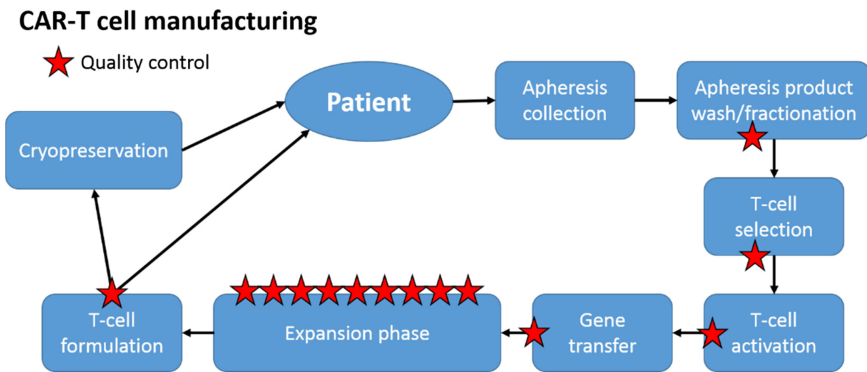 CAR-T cell manufacturing
Quality control
Patient
Apheresis
collection
Apheresis product
wash/fractionation
Cryopreservation
T-cell
selection
T-cell
formulation
Expansion phase
Gene
transfer
T-cell
activation